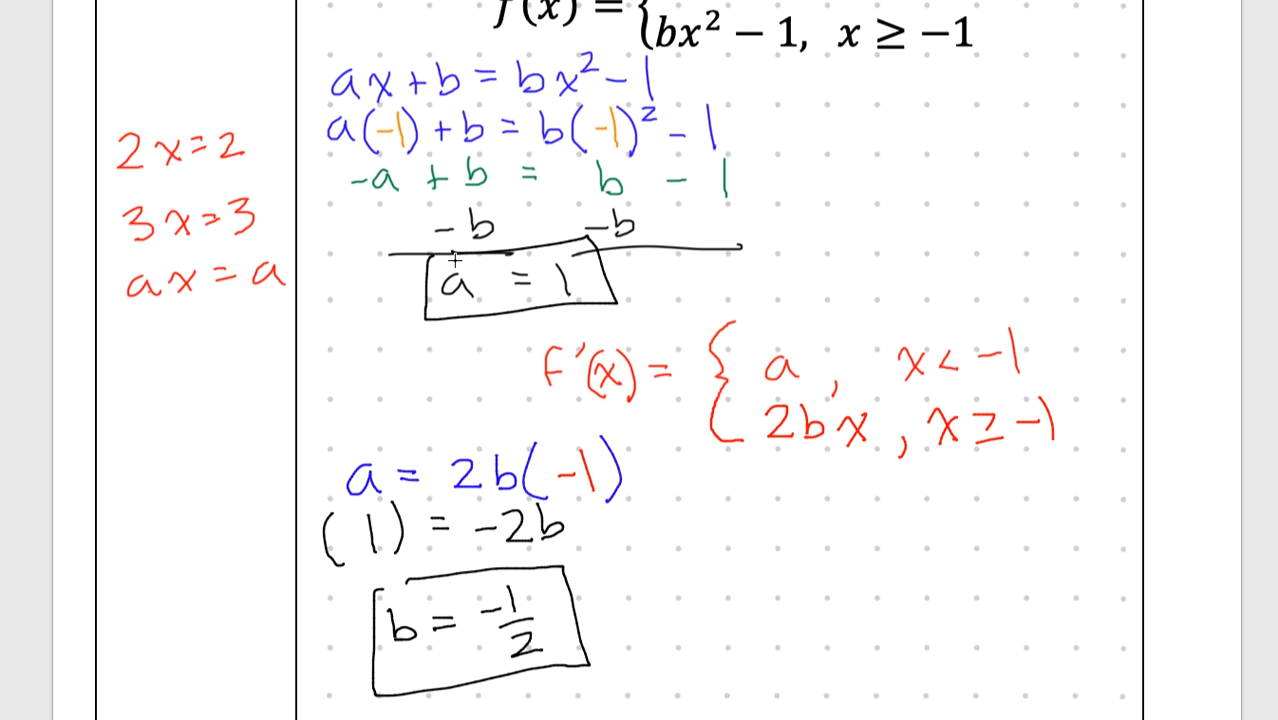 f(x) = {
bx² − 1, x ≥ −1
ax + b = bx² − 1
a(−1) + b = b(−1)² − 1
−a + b = b − 1
−b −b
a = 1
2x = 2
3x = 3
ax = a
f'(x) = { a, x < −1
2bx, x ≥ −1
a = 2b(−1)
(1) = −2b
b = −1/2